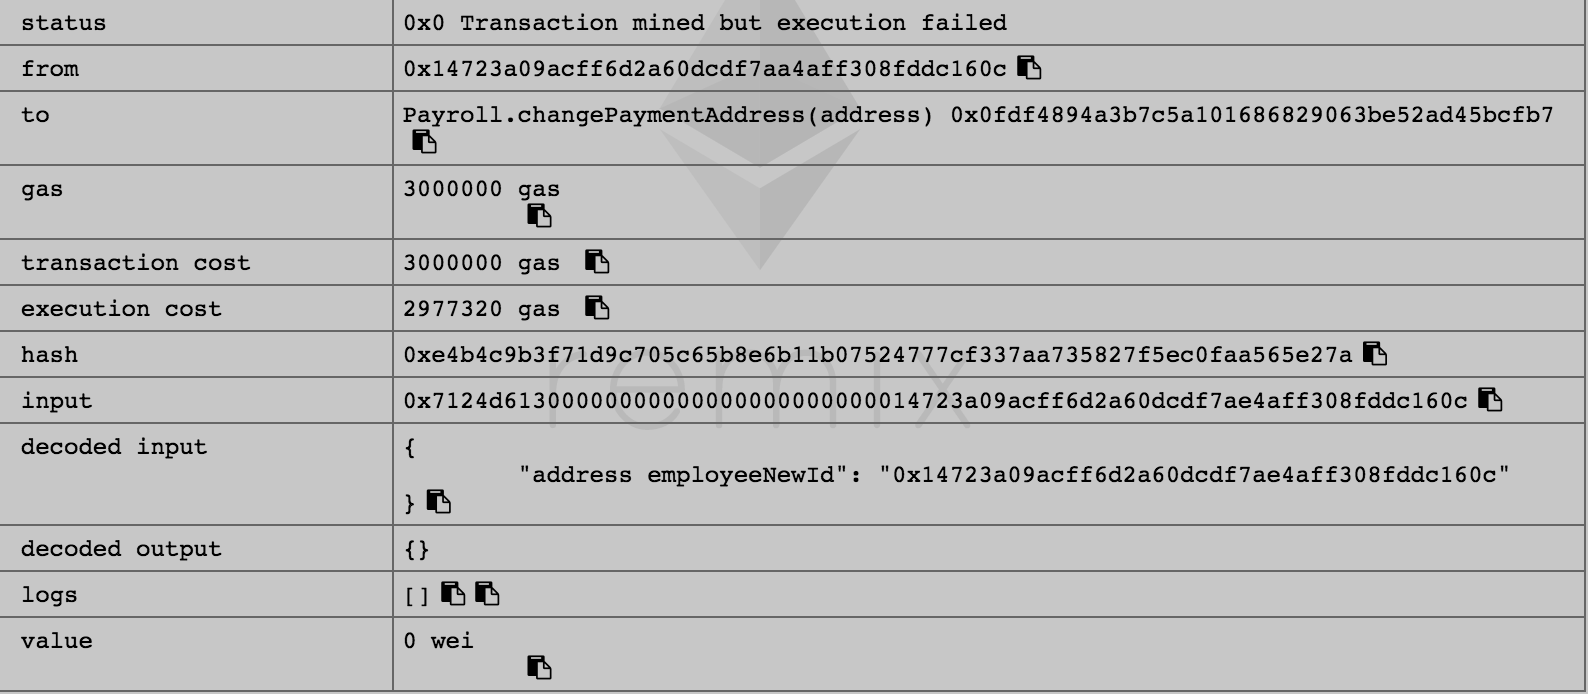 status 0x0 Transaction mined but execution failed
from 0x14723a09acff6d2a60dcdf7aa4aff308fddc160c
to Payroll.changePaymentAddress(address) 0x0fdf4894a3b7c5a101686829063be52ad45bcfb7
gas 3000000 gas
transaction cost 3000000 gas
execution cost 2977320 gas
hash 0xe4b4c9b3f71d9c705c65b8e6b11b07524777cf337aa735827f5ec0faa565e27a
remix
input 0x7124d613000000000000000000000000014723a09acff6d2a60dcdf7ae4aff308fddc160c
decoded input {
"address employeeNewId": "0x14723a09acff6d2a60dcdf7ae4aff308fddc160c"
}
decoded output {}
logs []
value 0 wei